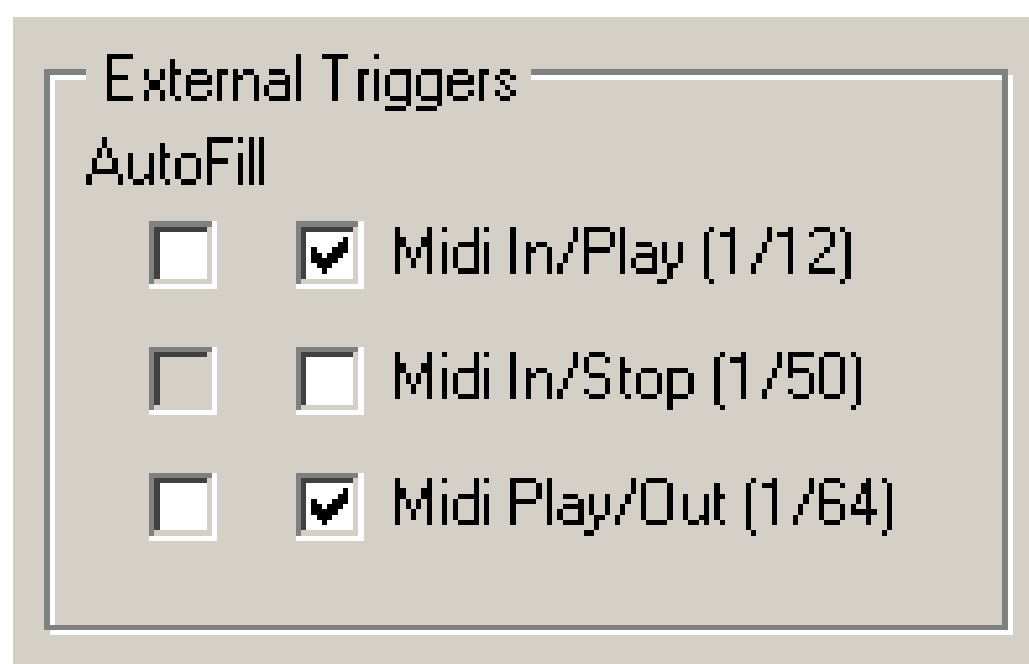 External Triggers
AutoFill
Midi In/Play (1/12)
Midi In/Stop (1/50)
Midi Play/Out (1/64)